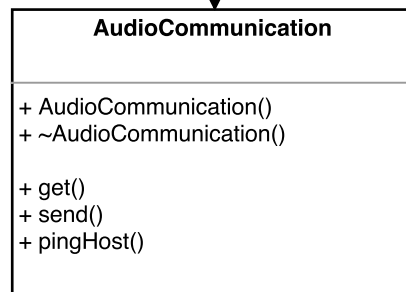 AudioCommunication
+ AudioCommunication()
+ ~AudioCommunication()
+ get()
+ send()
+ pingHost()